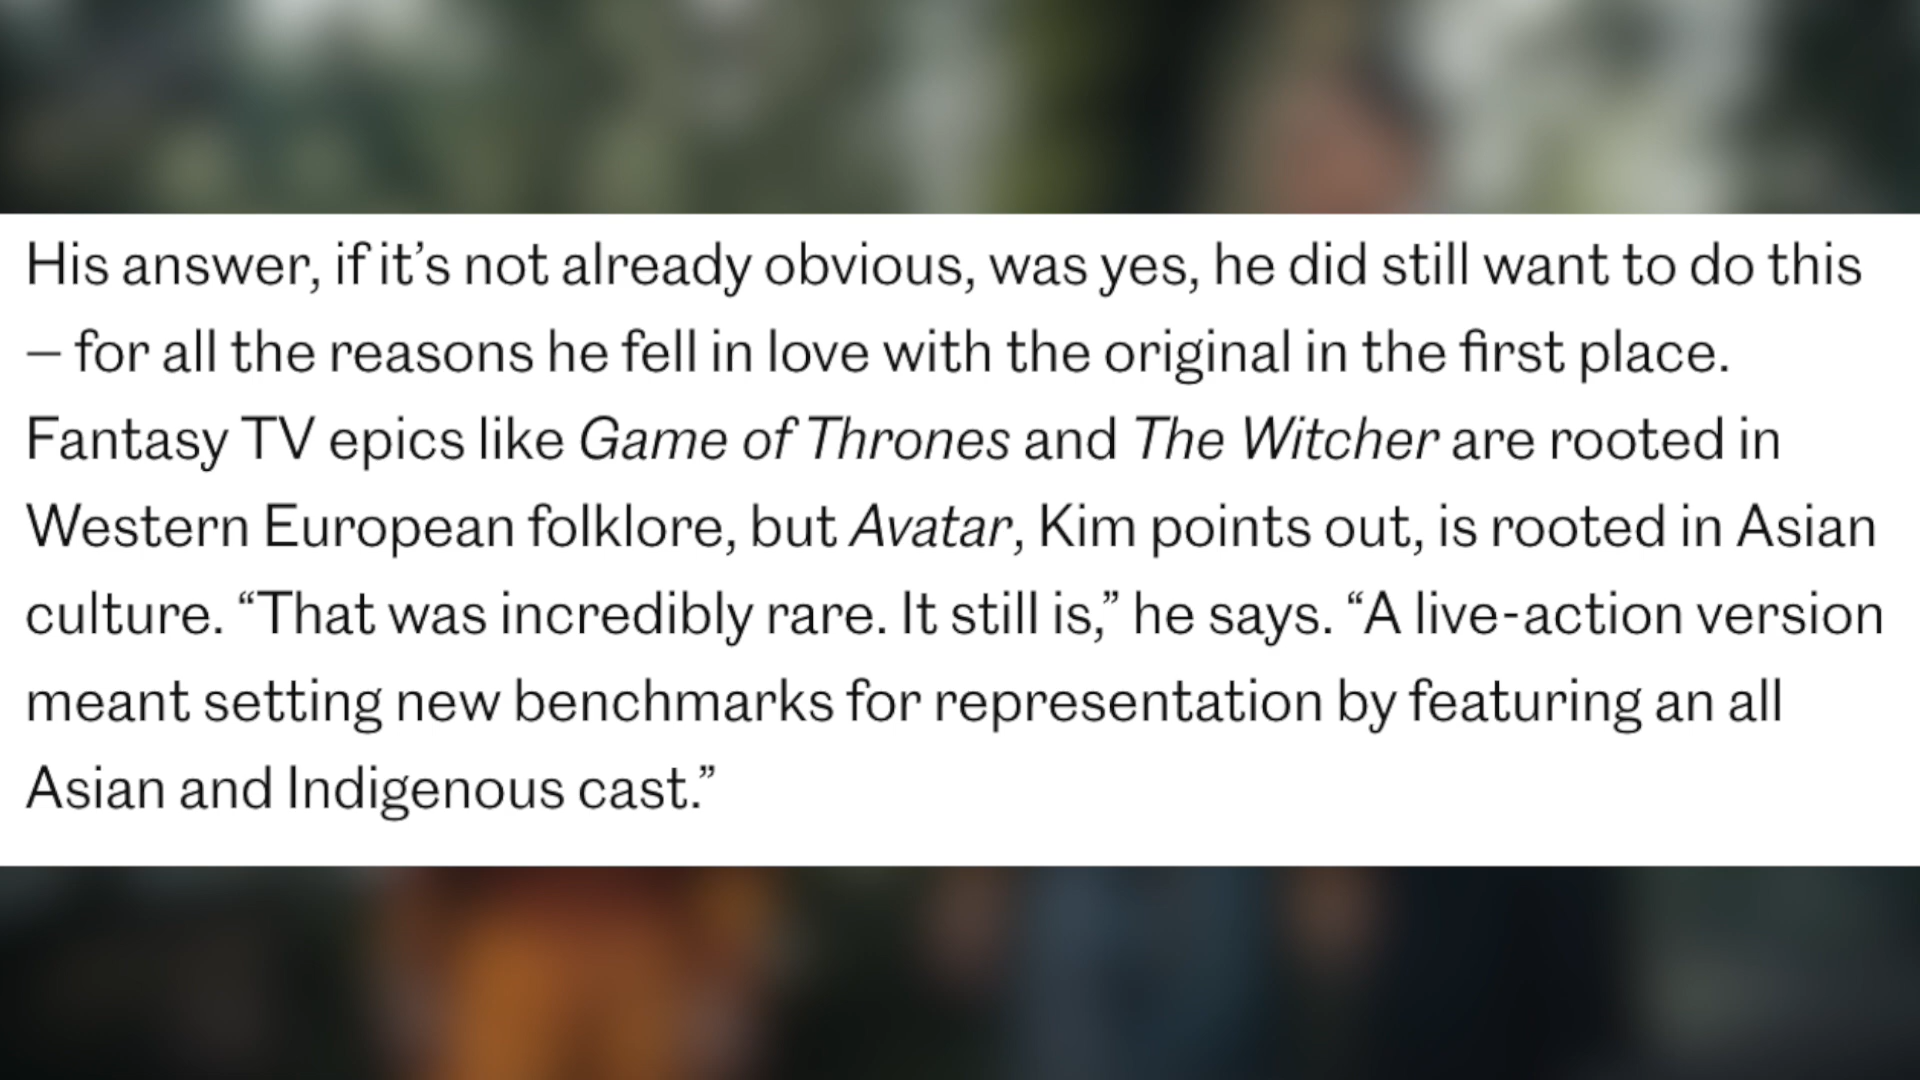 His answer, if it’s not already obvious, was yes, he did still want to do this
– for all the reasons he fell in love with the original in the first place.
Fantasy TV epics like Game of Thrones and The Witcher are rooted in
Western European folklore, but Avatar, Kim points out, is rooted in Asian
culture. “That was incredibly rare. It still is,” he says. “A live-action version
meant setting new benchmarks for representation by featuring an all
Asian and Indigenous cast.”